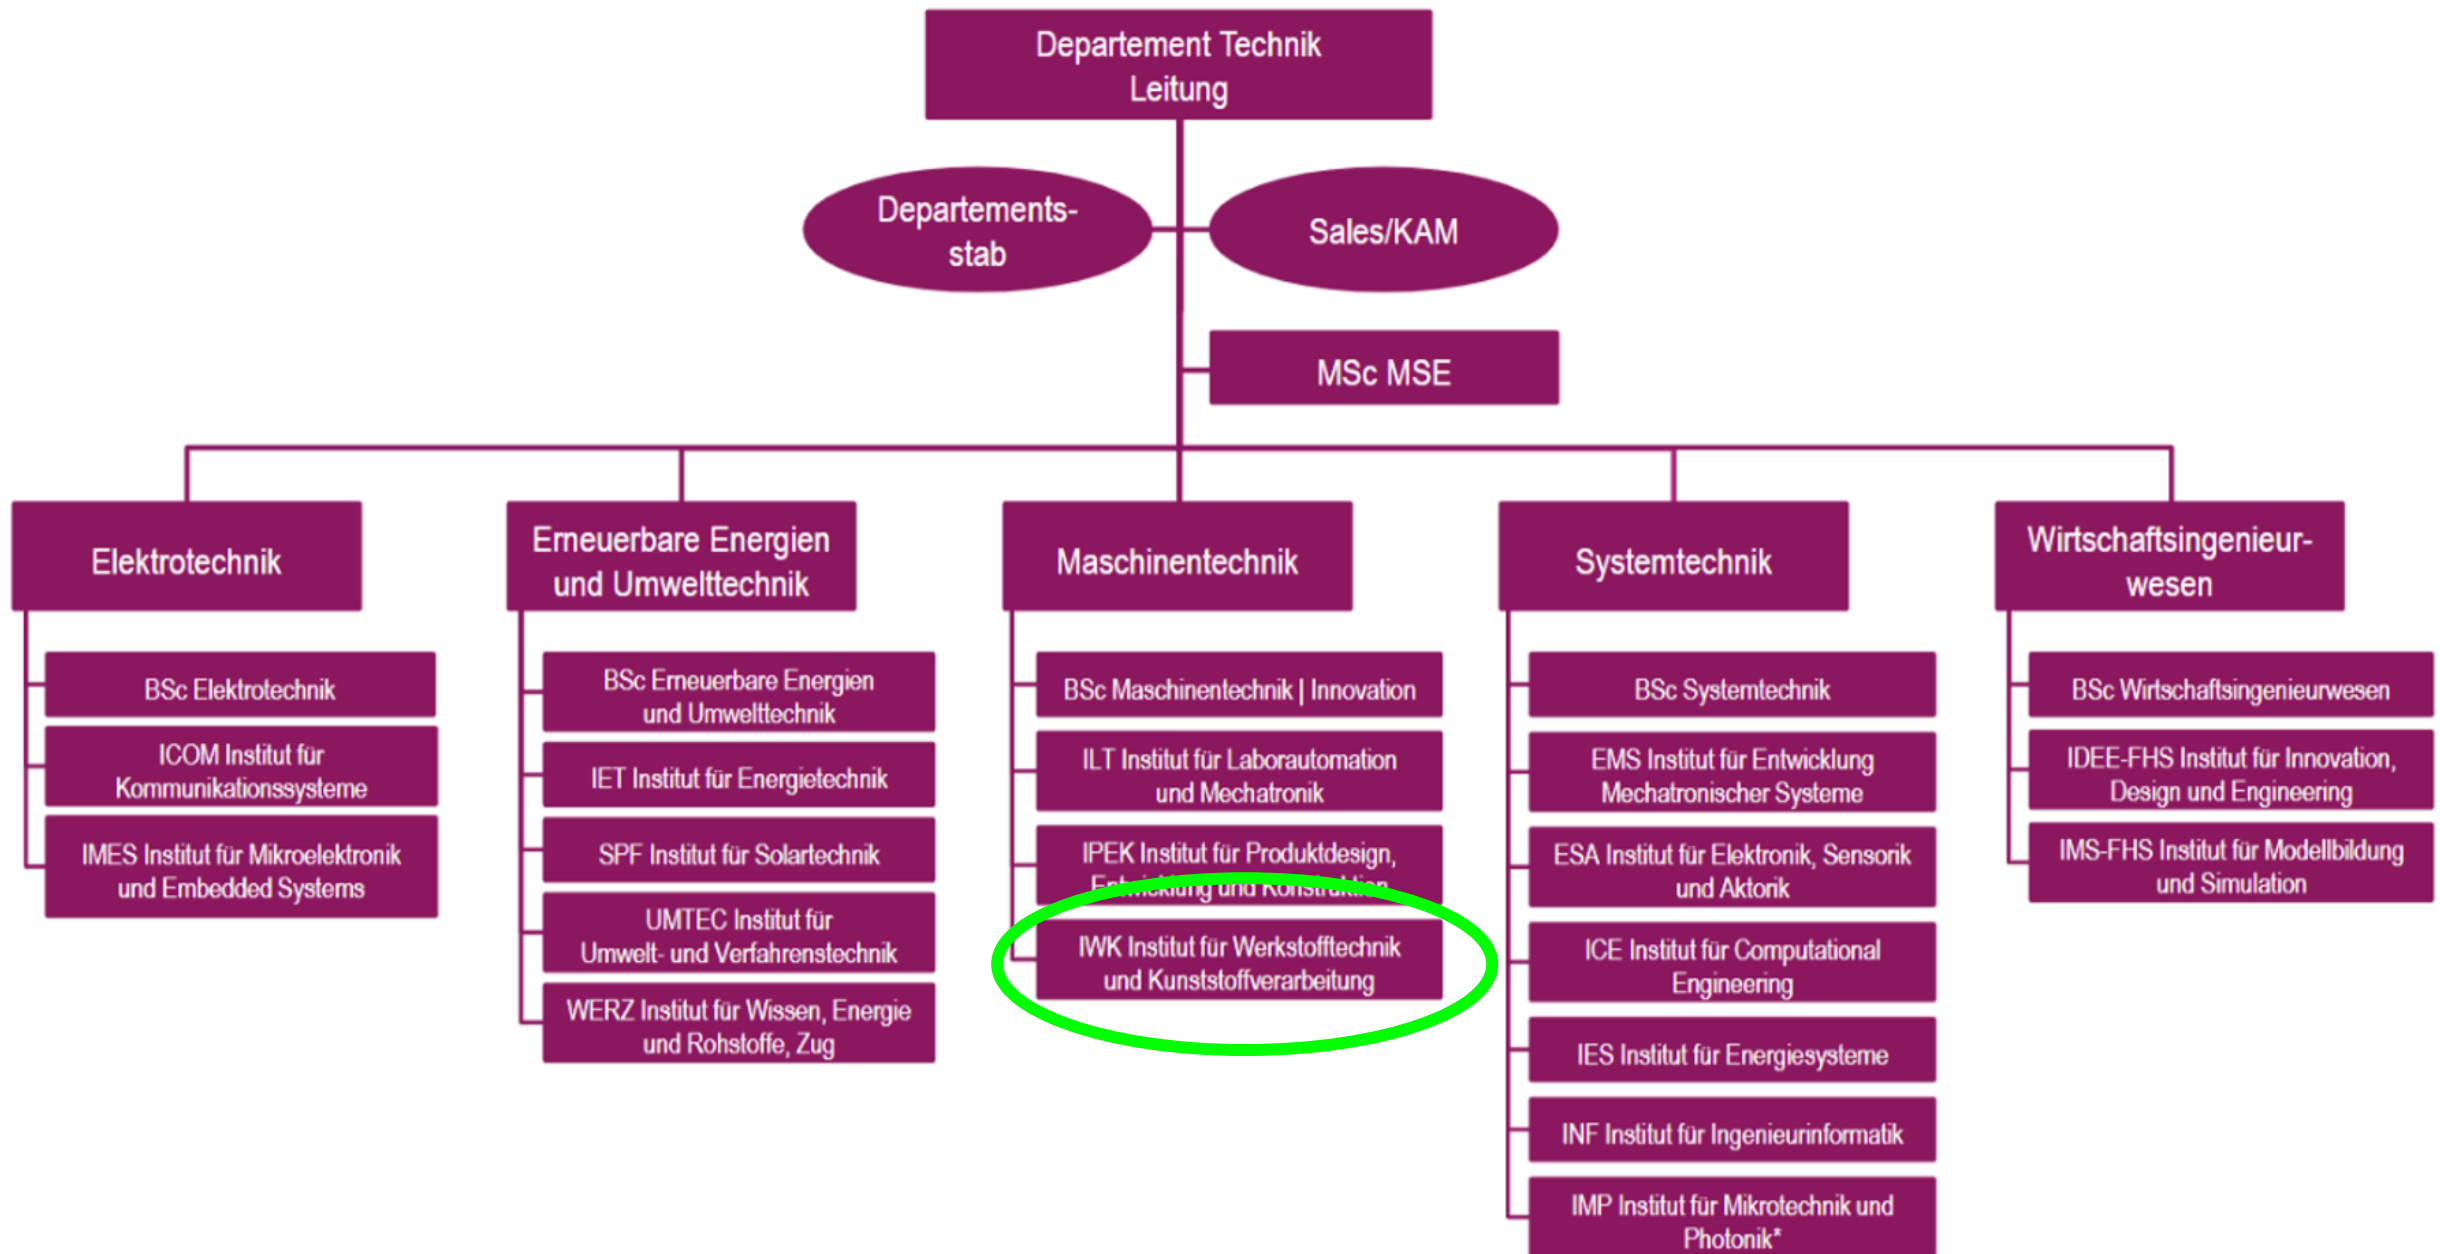 Departement Technik
Leitung
Departements-
stab
Sales/KAM
MSc MSE
Elektrotechnik
BSc Elektrotechnik
ICOM Institut für
Kommunikationssysteme
IMES Institut für Mikroelektronik
und Embedded Systems
Erneuerbare Energien
und Umwelttechnik
BSc Erneuerbare Energien
und Umwelttechnik
IET Institut für Energietechnik
SPF Institut für Solartechnik
UMTEC Institut für
Umwelt- und Verfahrenstechnik
WERZ Institut für Wissen, Energie
und Rohstoffe, Zug
Maschinentechnik
BSc Maschinentechnik | Innovation
ILT Institut für Laborautomation
und Mechatronik
IPEK Institut für Produktdesign,
Entwicklung und Konstruktion
IWK Institut für Werkstofftechnik
und Kunststoffverarbeitung
Systemtechnik
BSc Systemtechnik
EMS Institut für Entwicklung
Mechatronischer Systeme
ESA Institut für Elektronik, Sensorik
und Aktorik
ICE Institut für Computational
Engineering
IES Institut für Energiesysteme
INF Institut für Ingenieurinformatik
IMP Institut für Mikrotechnik und
Photonik*
Wirtschaftsingenieur-
wesen
BSc Wirtschaftsingenieurwesen
IDEE-FHS Institut für Innovation,
Design und Engineering
IMS-FHS Institut für Modellbildung
und Simulation